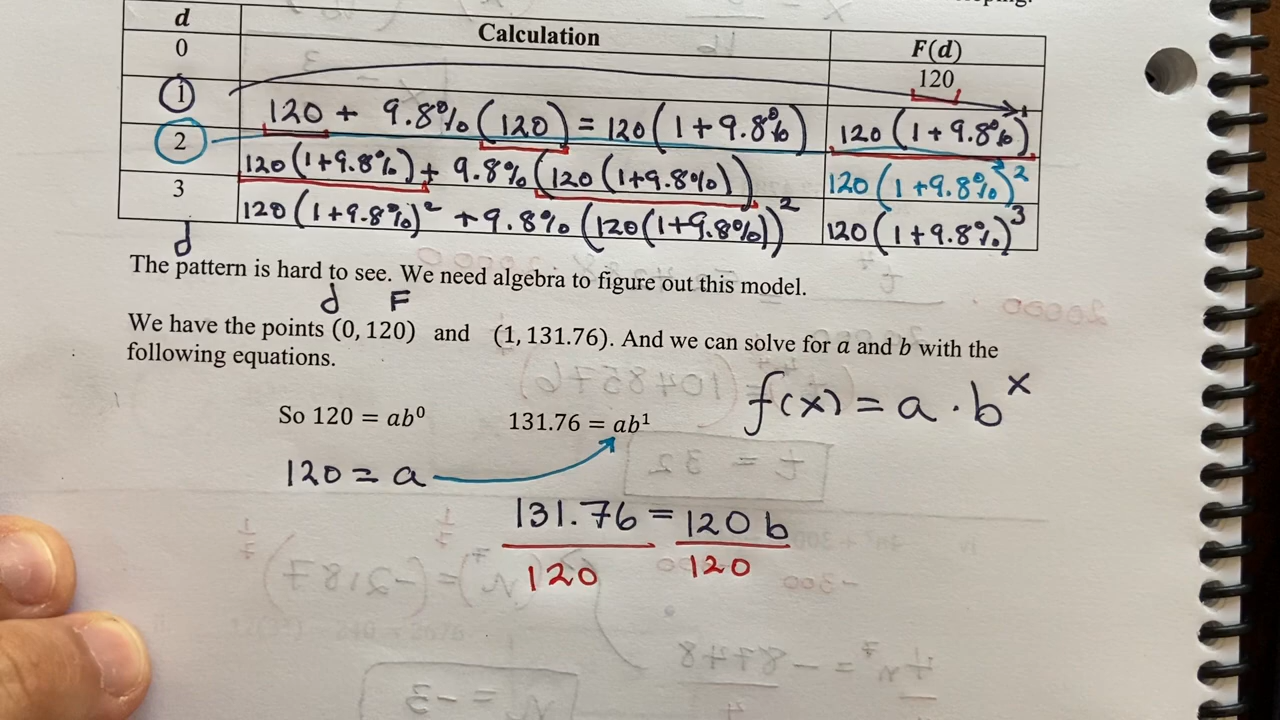 d Calculation F(d)
0 120
1 120 + 9.8% (120) = 120(1+9.8%) 120(1+9.8%)
2 120(1+9.8%) + 9.8% (120(1+9.8%)) 120(1+9.8%)²
3 120(1+9.8%)² + 9.8% (120(1+9.8%))² 120(1+9.8%)³
d
The pattern is hard to see. We need algebra to figure out this model.
d F
We have the points (0, 120) and (1, 131.76). And we can solve for a and b with the
following equations.
f(x) = a · bˣ
So 120 = ab⁰ 131.76 = ab¹
120 = a
131.76 = 120 b
120 120